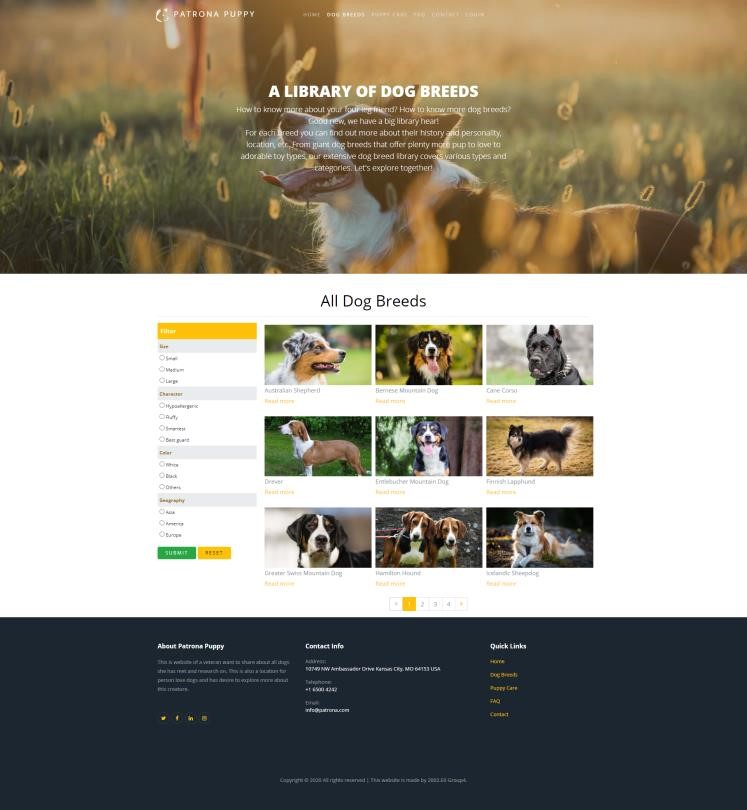 PATRONA PUPPY
HOME DOG BREEDS PUPPY CARE FAQ CONTACT LOGIN
A LIBRARY OF DOG BREEDS
How to know more about your four leg friend? How to know more dog breeds?
Good new, we have a big library hear!
For each breed you can find out more about their history and personality,
location, etc. From giant dog breeds that offer plenty more pup to love to
adorable toy types, our extensive dog breed library covers various types and
categories. Let's explore together!
All Dog Breeds
Filter
Size
Small
Medium
Large
Character
Hypoallergenic
Fluffy
Smartest
Best guard
Color
White
Black
Others
Geography
Asia
America
Europe
SUBMIT RESET
Australian Shepherd
Read more
Bernese Mountain Dog
Read more
Cane Corso
Read more
Drever
Read more
Entlebucher Mountain Dog
Read more
Finnish Lapphund
Read more
Greater Swiss Mountain Dog
Read more
Hamilton Hound
Read more
Icelandic Sheepdog
Read more
« 1 2 3 4 »
About Patrona Puppy
This is website of a veteran want to share about all dogs
she has met and research on. This is also a location for
person love dogs and has desire to explore more about
this creature.
Contact Info
Address:
10749 NW Ambassador Drive Kansas City, MO 64153 USA
Telephone:
+1 6500 4242
Email:
info@patrona.com
Quick Links
Home
Dog Breeds
Puppy Care
FAQ
Contact
Copyright © 2020 All rights reserved | This website is made by 2002.E0 Group4.